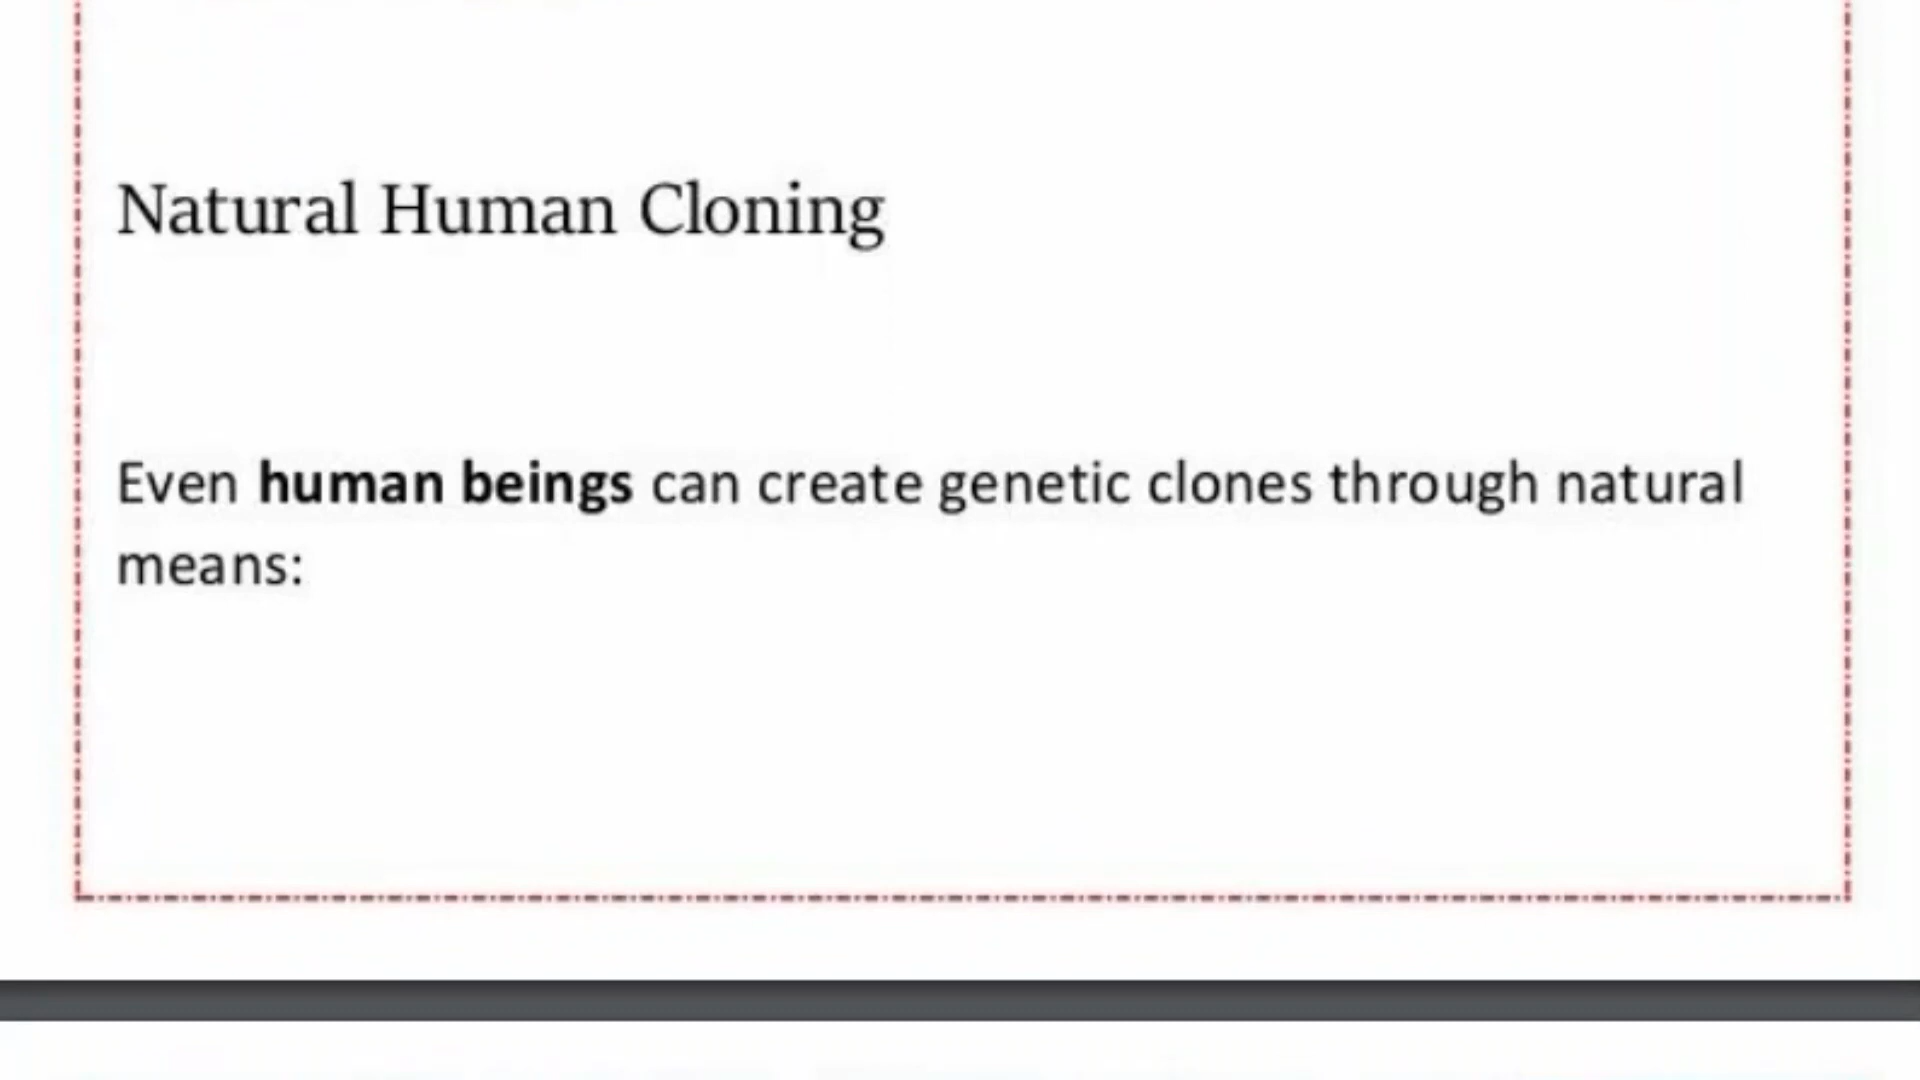 Natural Human Cloning
Even human beings can create genetic clones through natural
means: